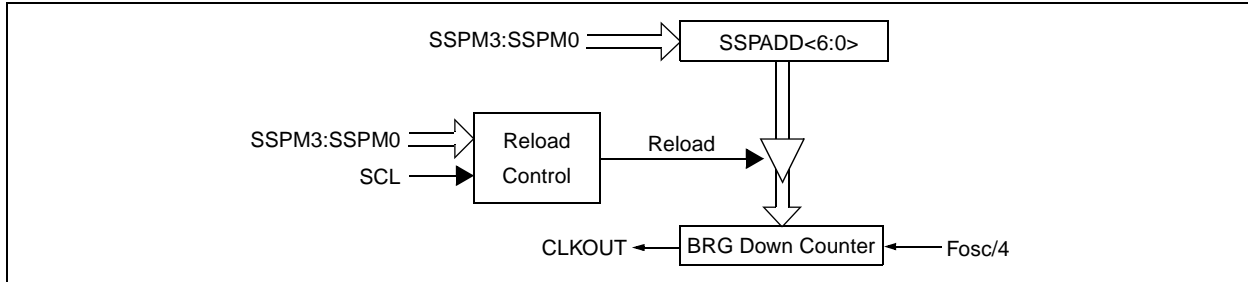 SSPM3:SSPM0
SSPADD<6:0>
SSPM3:SSPM0
SCL
Reload
Control
Reload
CLKOUT
BRG Down Counter
Fosc/4